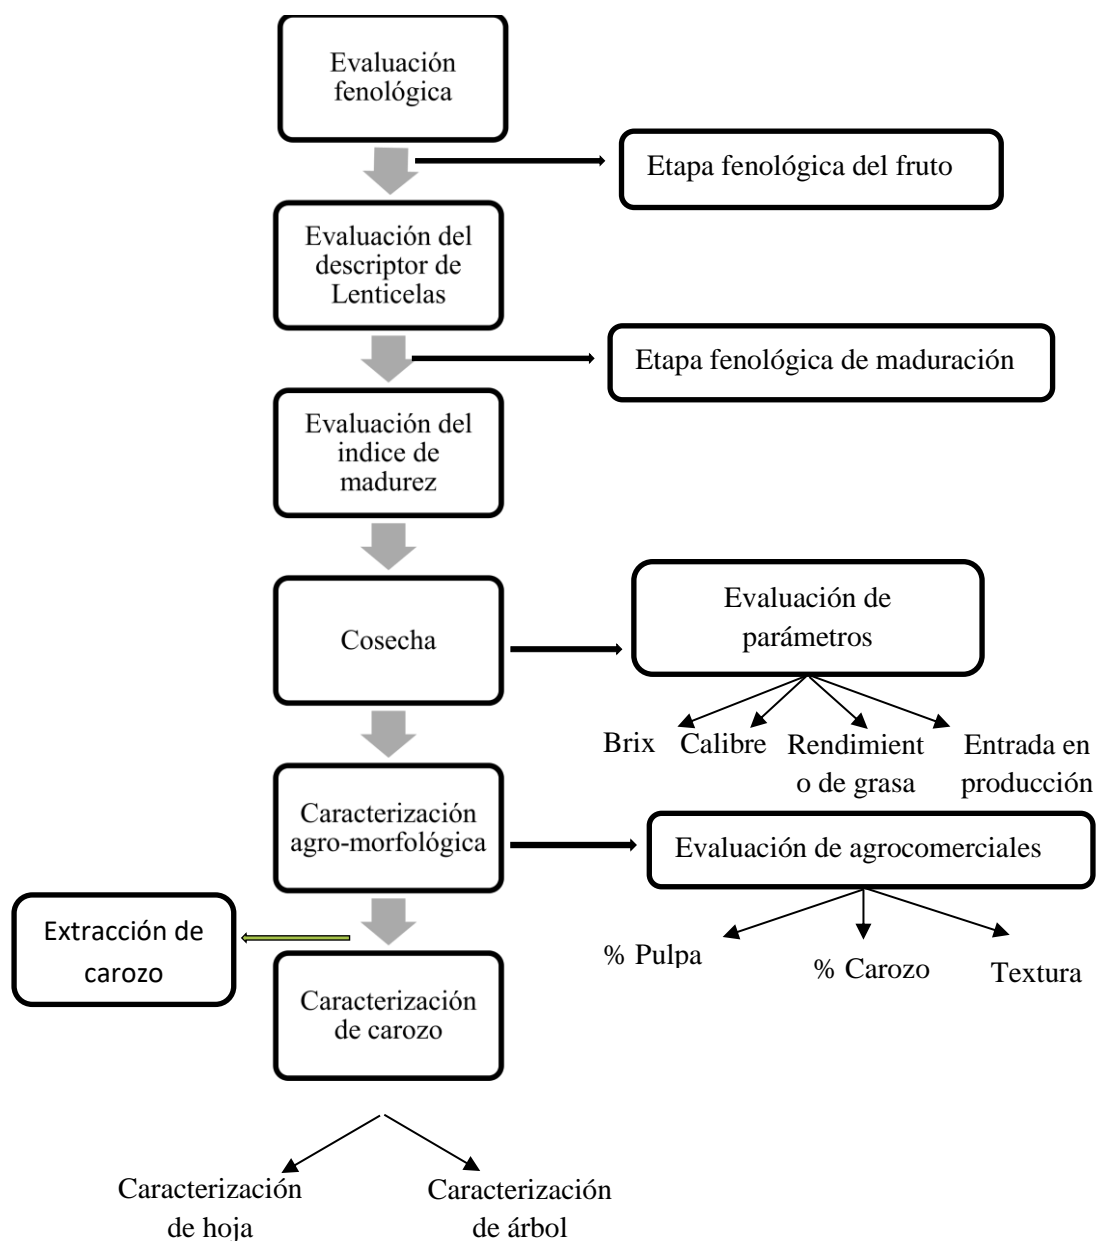 Evaluación
fenológica
Etapa fenológica del fruto
Evaluación del
descriptor de
Lenticelas
Etapa fenológica de maduración
Evaluación del
indice de
madurez
Cosecha
Evaluación de
parámetros
Brix
Calibre
Rendimient
o de grasa
Entrada en
producción
Caracterización
agro-morfológica
Evaluación de agrocomerciales
% Pulpa
% Carozo
Textura
Extracción de
carozo
Caracterización
de carozo
Caracterización
de hoja
Caracterización
de árbol